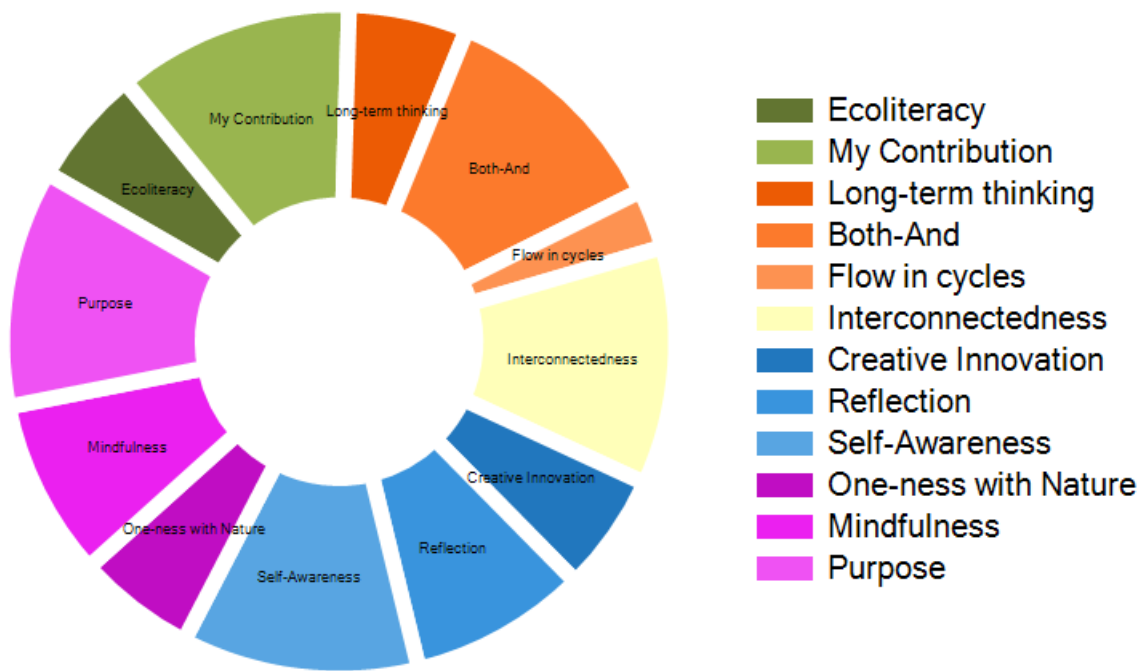 Long-term thinking
My Contribution
Both-And
Ecoliteracy
Flow in cycles
Purpose
Interconnectedness
Mindfulness
Creative Innovation
One-ness with Nature
Reflection
Self-Awareness
Ecoliteracy
My Contribution
Long-term thinking
Both-And
Flow in cycles
Interconnectedness
Creative Innovation
Reflection
Self-Awareness
One-ness with Nature
Mindfulness
Purpose